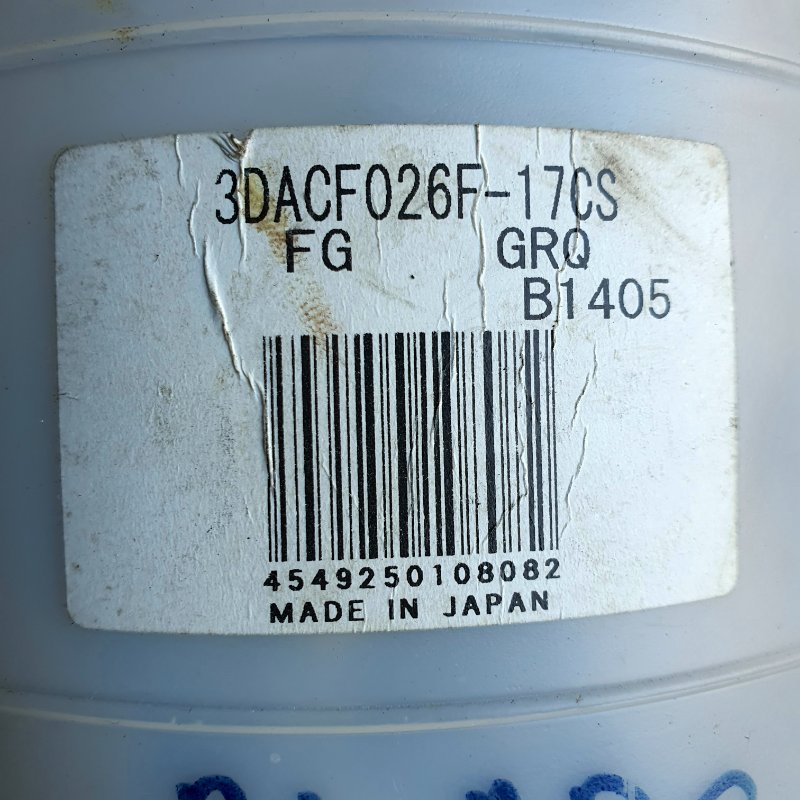 3DACF026F-17CS
FG GRQ
B1405
4549250108082
MADE IN JAPAN